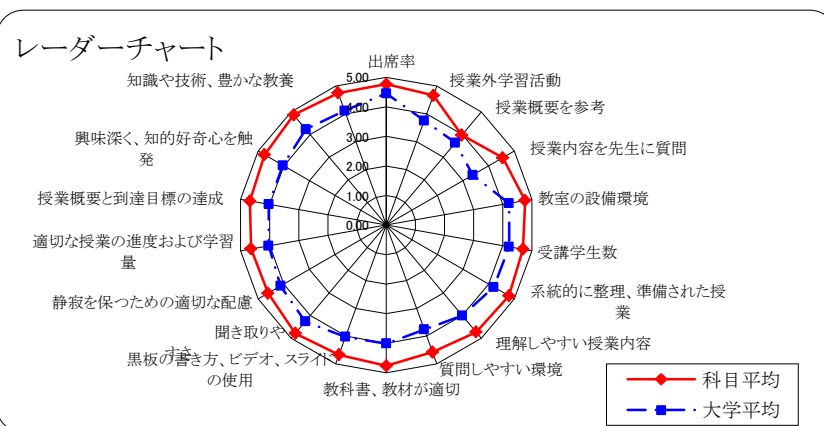 レーダーチャート
出席率
授業外学習活動
授業概要を参考
授業内容を先生に質問
教室の設備環境
受講学生数
系統的に整理、準備された授
業
理解しやすい授業内容
質問しやすい環境
教科書、教材が適切
黒板の書き方、ビデオ、スライド
の使用
聞き取りや
すさ
静寂を保つための適切な配慮
適切な授業の進度および学習
量
授業概要と到達目標の達成
興味深く、知的好奇心を触
発
知識や技術、豊かな教養
5.00
4.00
3.00
2.00
1.00
0.00
科目平均
大学平均